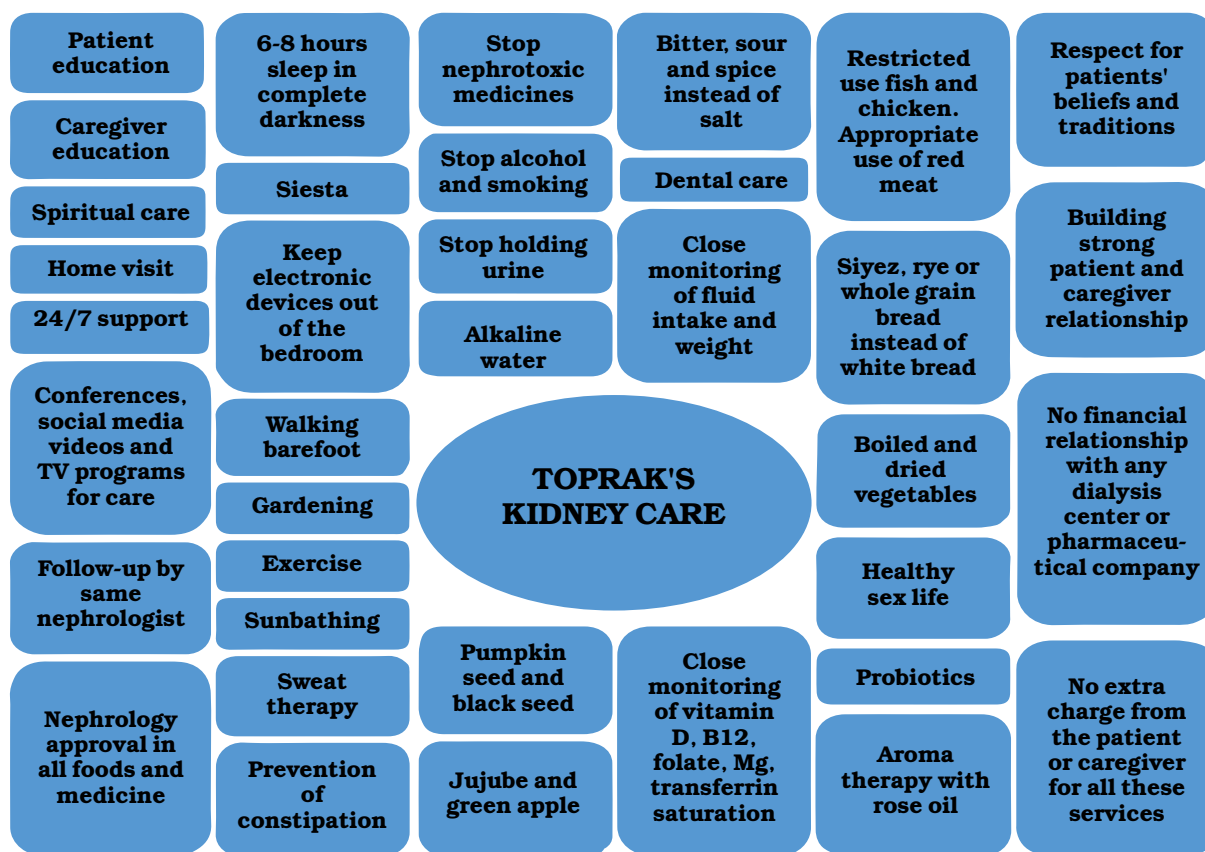 Patient
education
Caregiver
education
Spiritual care
Home visit
24/7 support
Conferences,
social media
videos and
TV programs
for care
Follow-up by
same
nephrologist
Nephrology
approval in
all foods and
medicine
6-8 hours
sleep in
complete
darkness
Siesta
Keep
electronic
devices out
of the
bedroom
Walking
barefoot
Gardening
Exercise
Sunbathing
Sweat
therapy
Prevention
of
constipation
Stop
nephrotoxic
medicines
Stop alcohol
and smoking
Stop holding
urine
Alkaline
water
Bitter, sour
and spice
instead of
salt
Dental care
Close
monitoring
of fluid
intake and
weight
TOPRAK'S
KIDNEY CARE
Pumpkin
seed and
black seed
Jujube and
green apple
Close
monitoring
of vitamin
D, B12,
folate, Mg,
transferrin
saturation
Restricted
use fish and
chicken.
Appropriate
use of red
meat
Siyez, rye or
whole grain
bread
instead of
white bread
Boiled and
dried
vegetables
Healthy
sex life
Probiotics
Aroma
therapy with
rose oil
Respect for
patients'
beliefs and
traditions
Building
strong
patient and
caregiver
relationship
No financial
relationship
with any
dialysis
center or
pharmaceu-
tical company
No extra
charge from
the patient
or caregiver
for all these
services